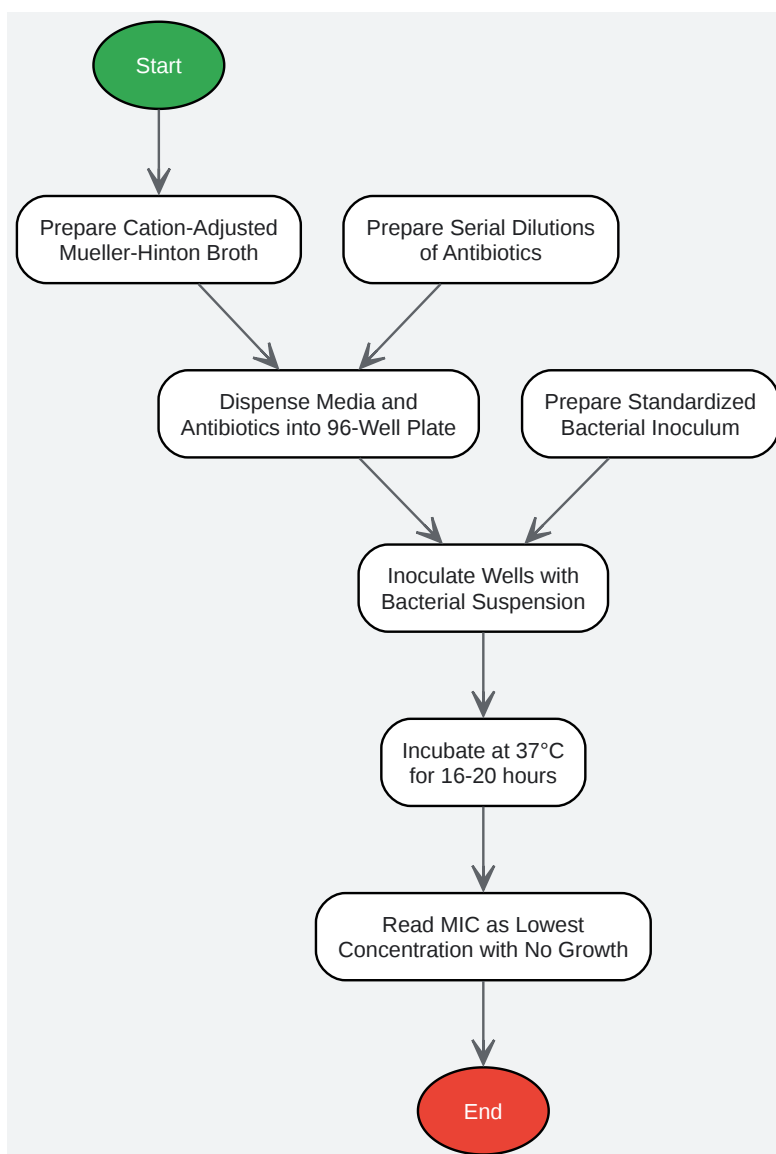 Start
Prepare Cation-Adjusted
Mueller-Hinton Broth
Prepare Serial Dilutions
of Antibiotics
Dispense Media and
Antibiotics into 96-Well Plate
Prepare Standardized
Bacterial Inoculum
Inoculate Wells with
Bacterial Suspension
Incubate at 37°C
for 16-20 hours
Read MIC as Lowest
Concentration with No Growth
End